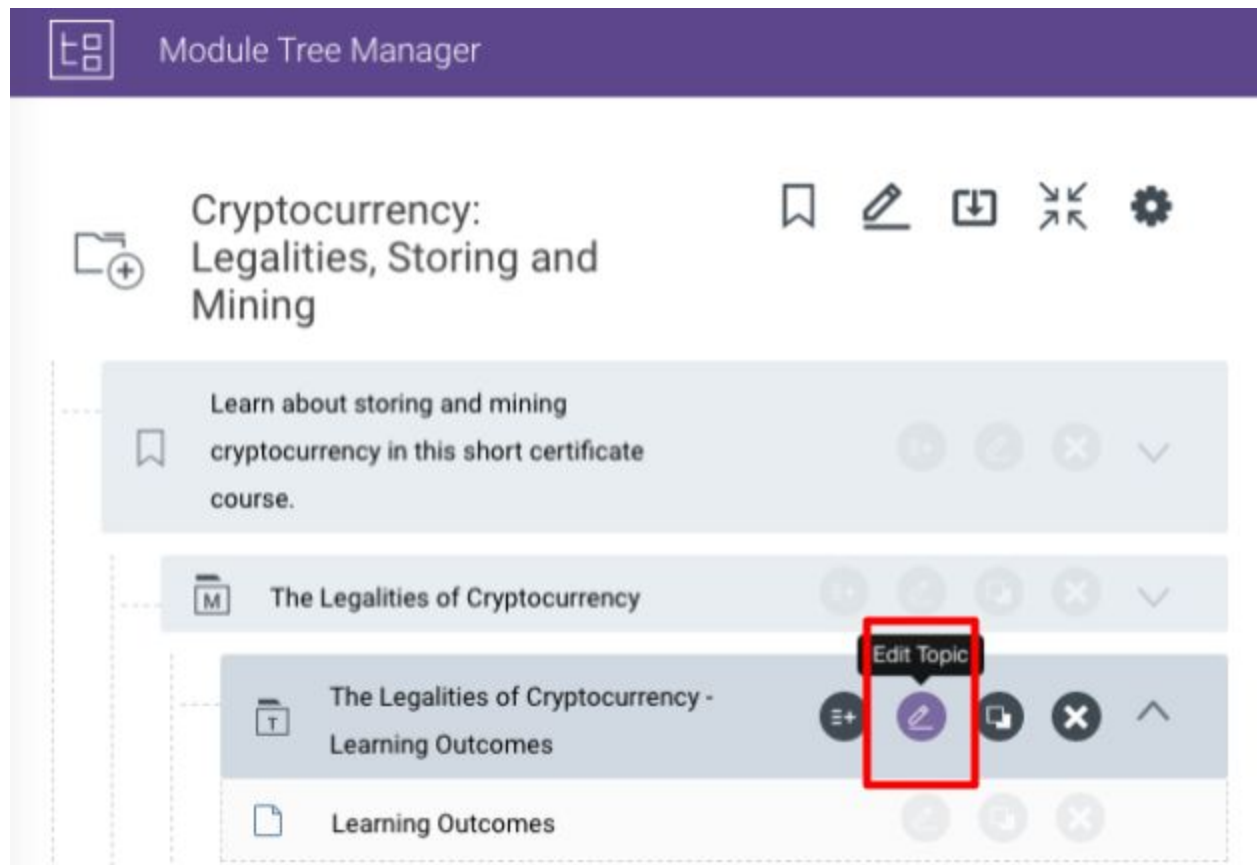 Module Tree Manager
Cryptocurrency:
Legalities, Storing and
Mining
Learn about storing and mining
cryptocurrency in this short certificate
course.
M
The Legalities of Cryptocurrency
Edit Topic
T
The Legalities of Cryptocurrency -
Learning Outcomes
Learning Outcomes